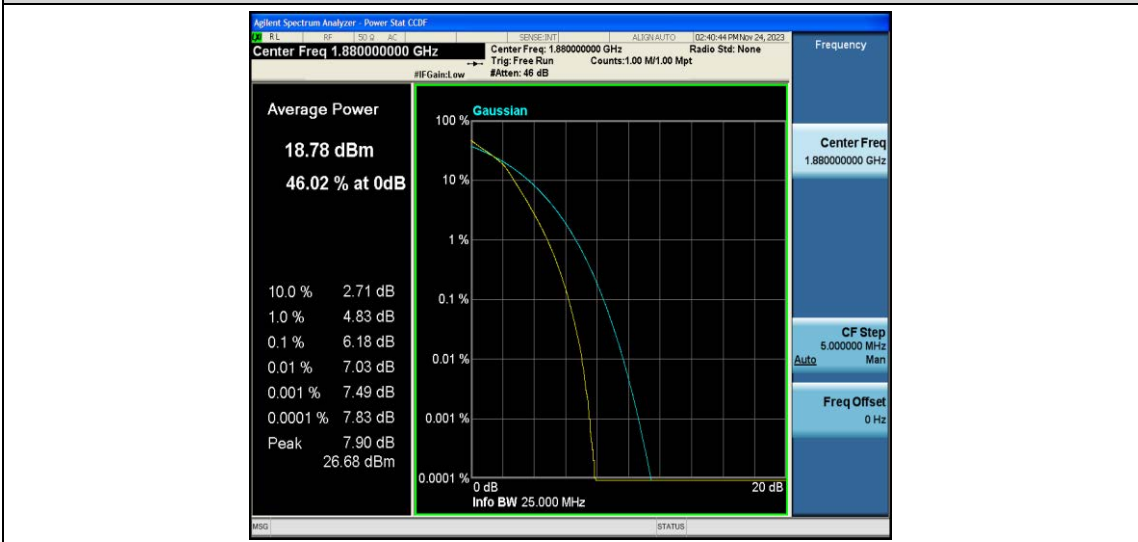 Agilent Spectrum Analyzer - Power Stat CCDF
LXI RL RF 50 Ω AC SENSE:INT ALIGN AUTO 02:40:44 PM Nov 24, 2023
Center Freq 1.880000000 GHz
Center Freq: 1.880000000 GHz Radio Std: None
Trig: Free Run Counts:1.00 M/1.00 Mpt
#IFGain:Low #Atten: 46 dB
Frequency
Average Power
18.78 dBm
46.02 % at 0dB
10.0 % 2.71 dB
1.0 % 4.83 dB
0.1 % 6.18 dB
0.01 % 7.03 dB
0.001 % 7.49 dB
0.0001 % 7.83 dB
Peak 7.90 dB
26.68 dBm
Gaussian
100 %
10 %
1 %
0.1 %
0.01 %
0.001 %
0.0001 %
0 dB 20 dB
Info BW 25.000 MHz
Center Freq
1.880000000 GHz
CF Step
5.000000 MHz
Auto Man
Freq Offset
0 Hz
MSG STATUS